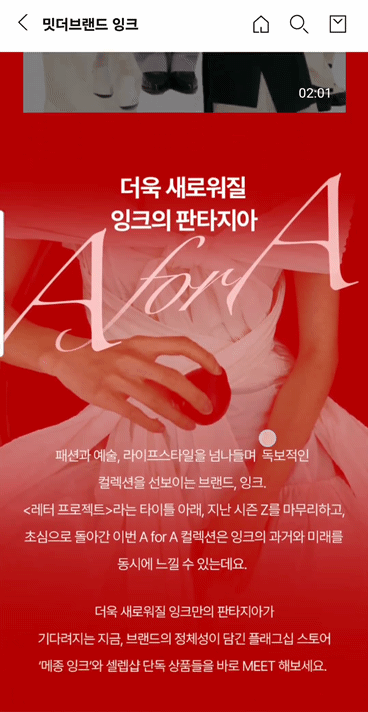 밋더브랜드 잉크
02:01
더욱 새로워질
잉크의 판타지아
A for A
패션과 예술, 라이프스타일을 넘나들며 독보적인
컬렉션을 선보이는 브랜드, 잉크.
<레터 프로젝트>라는 타이틀 아래, 지난 시즌 Z를 마무리하고,
초심으로 돌아간 이번 A for A 컬렉션은 잉크의 과거와 미래를
동시에 느낄 수 있는데요.
더욱 새로워질 잉크만의 판타지아가
기다려지는 지금, 브랜드의 정체성이 담긴 플래그십 스토어
‘메종 잉크’와 셀렙샵 단독 상품들을 바로 MEET 해보세요.